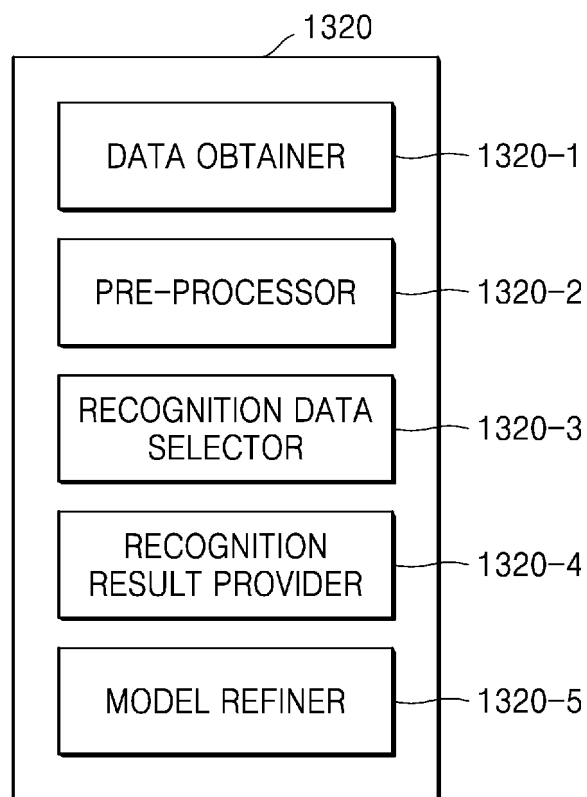 1320
DATA OBTAINER
1320-1
PRE-PROCESSOR
1320-2
RECOGNITION DATA
SELECTOR
1320-3
RECOGNITION
RESULT PROVIDER
1320-4
MODEL REFINER
1320-5